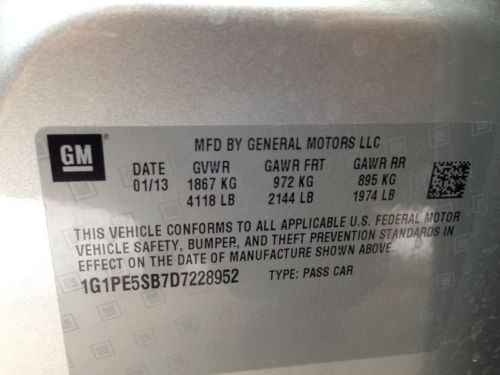 GM
MFD BY GENERAL MOTORS LLC
DATE GVWR GAWR FRT GAWR RR
01/13 1867 KG 972 KG 895 KG
4118 LB 2144 LB 1974 LB
THIS VEHICLE CONFORMS TO ALL APPLICABLE U.S. FEDERAL MOTOR
VEHICLE SAFETY, BUMPER, AND THEFT PREVENTION STANDARDS IN
EFFECT ON THE DATE OF MANUFACTURE SHOWN ABOVE.
1G1PE5SB7D7228952 TYPE: PASS CAR